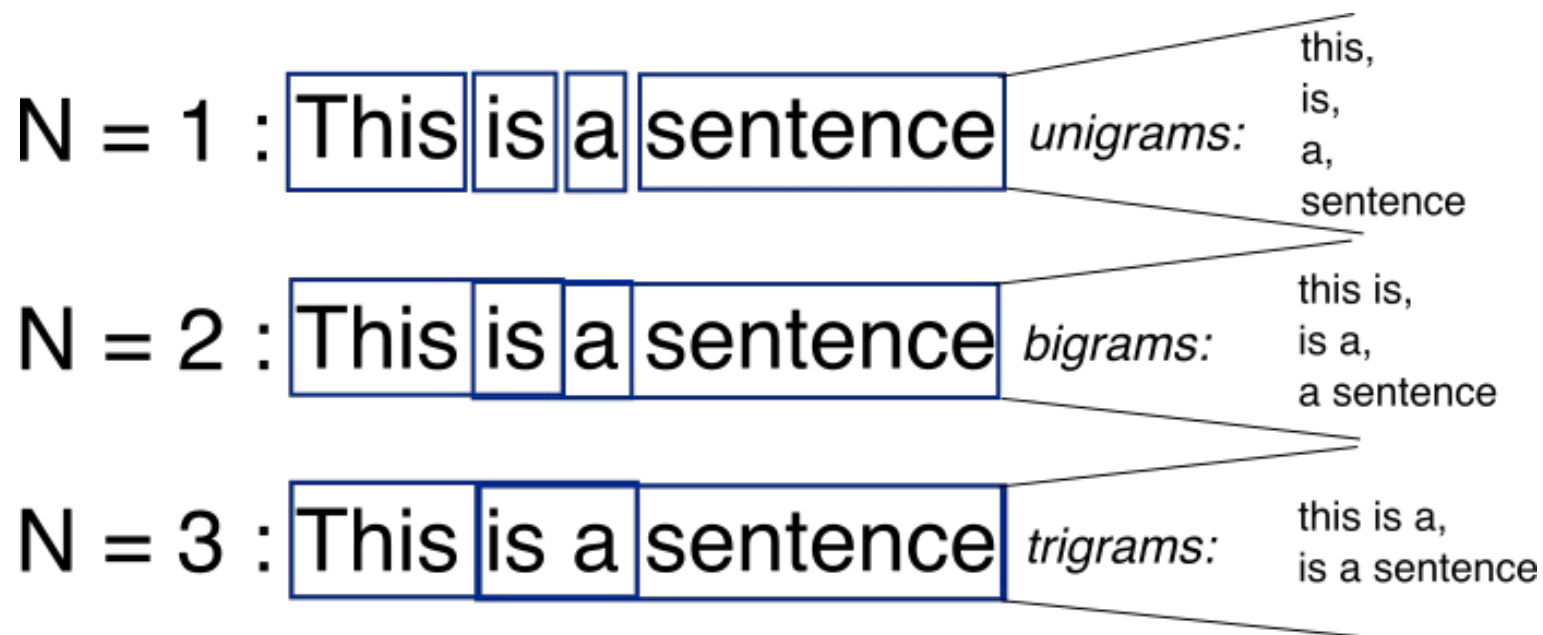 N = 1 : This is a sentence unigrams:
this,
is,
a,
sentence
N = 2 : This is a sentence bigrams:
this is,
is a,
a sentence
N = 3 : This is a sentence trigrams:
this is a,
is a sentence